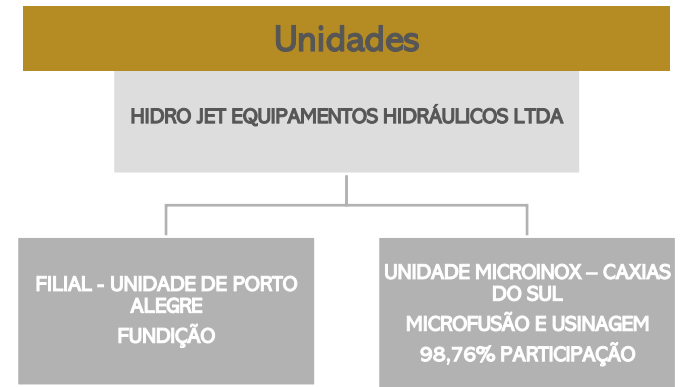 Unidades
HIDRO JET EQUIPAMENTOS HIDRÁULICOS LTDA
FILIAL - UNIDADE DE PORTO
ALEGRE
FUNDIÇÃO
UNIDADE MICROINOX – CAXIAS
DO SUL
MICROFUSÃO E USINAGEM
98,76% PARTICIPAÇÃO